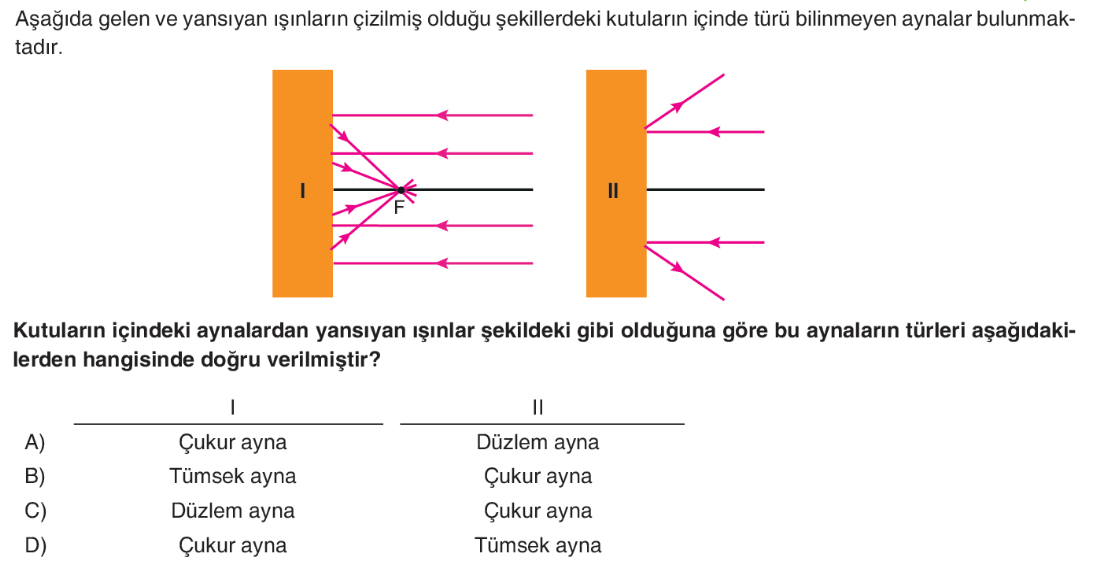 Aşağıda gelen ve yansıyan ışınların çizilmiş olduğu şekillerdeki kutuların içinde türü bilinmeyen aynalar bulunmak-
tadır.
I
F
II
Kutuların içindeki aynalardan yansıyan ışınlar şekildeki gibi olduğuna göre bu aynaların türleri aşağıdaki-
lerden hangisinde doğru verilmiştir?
I II
A) Çukur ayna Düzlem ayna
B) Tümsek ayna Çukur ayna
C) Düzlem ayna Çukur ayna
D) Çukur ayna Tümsek ayna